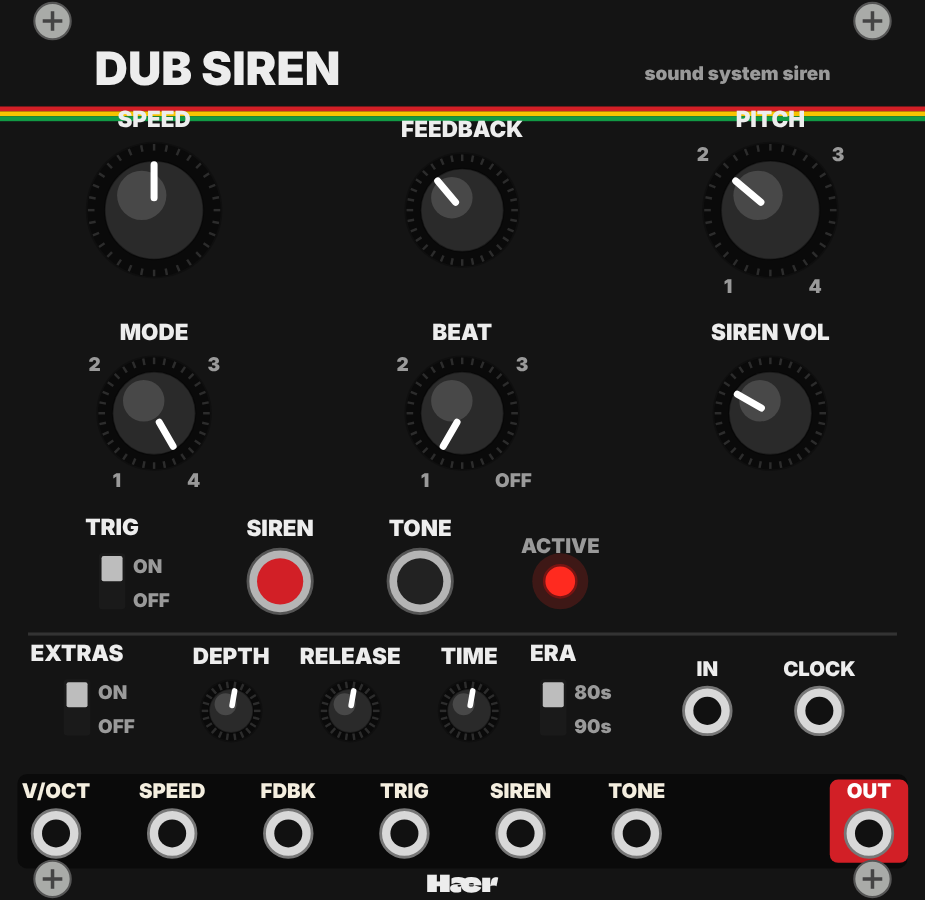 DUB SIREN
sound system siren
SPEED FEEDBACK PITCH
2 3
1 4
MODE BEAT SIREN VOL
2 3 2 3
1 4 1 OFF
TRIG SIREN TONE ACTIVE
ON
OFF
EXTRAS DEPTH RELEASE TIME ERA IN CLOCK
ON 80s
OFF 90s
V/OCT SPEED FDBK TRIG SIREN TONE OUT
Hær